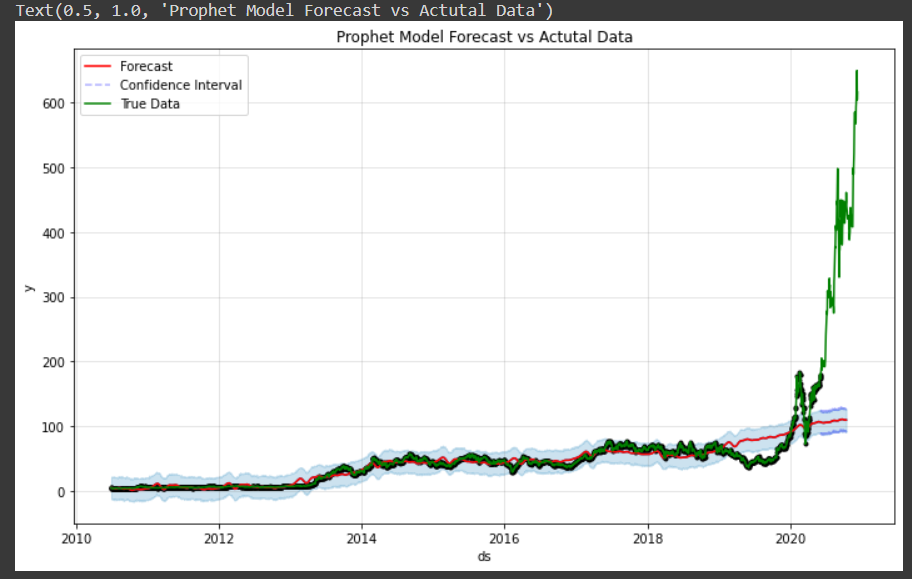 Text(0.5, 1.0, 'Prophet Model Forecast vs Actutal Data')
Prophet Model Forecast vs Actutal Data
Forecast
Confidence Interval
True Data
600
500
400
300
200
100
0
y
2010 2012 2014 2016 2018 2020
ds